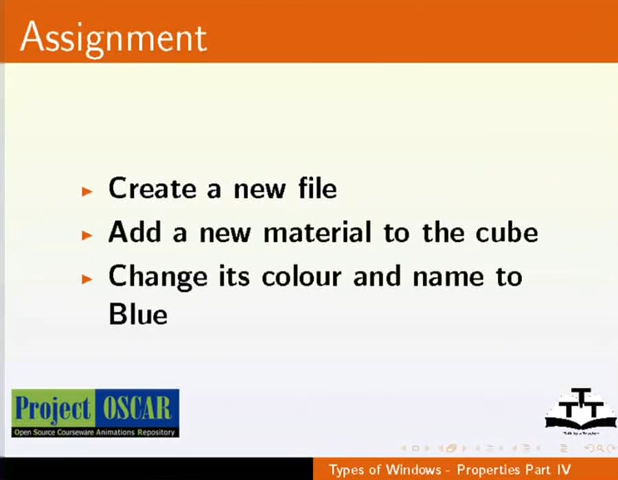 Assignment
Create a new file
Add a new material to the cube
Change its colour and name to
Blue
Project OSCAR
Open Source Courseware Animations Repository
TTT
Types of Windows - Properties Part IV